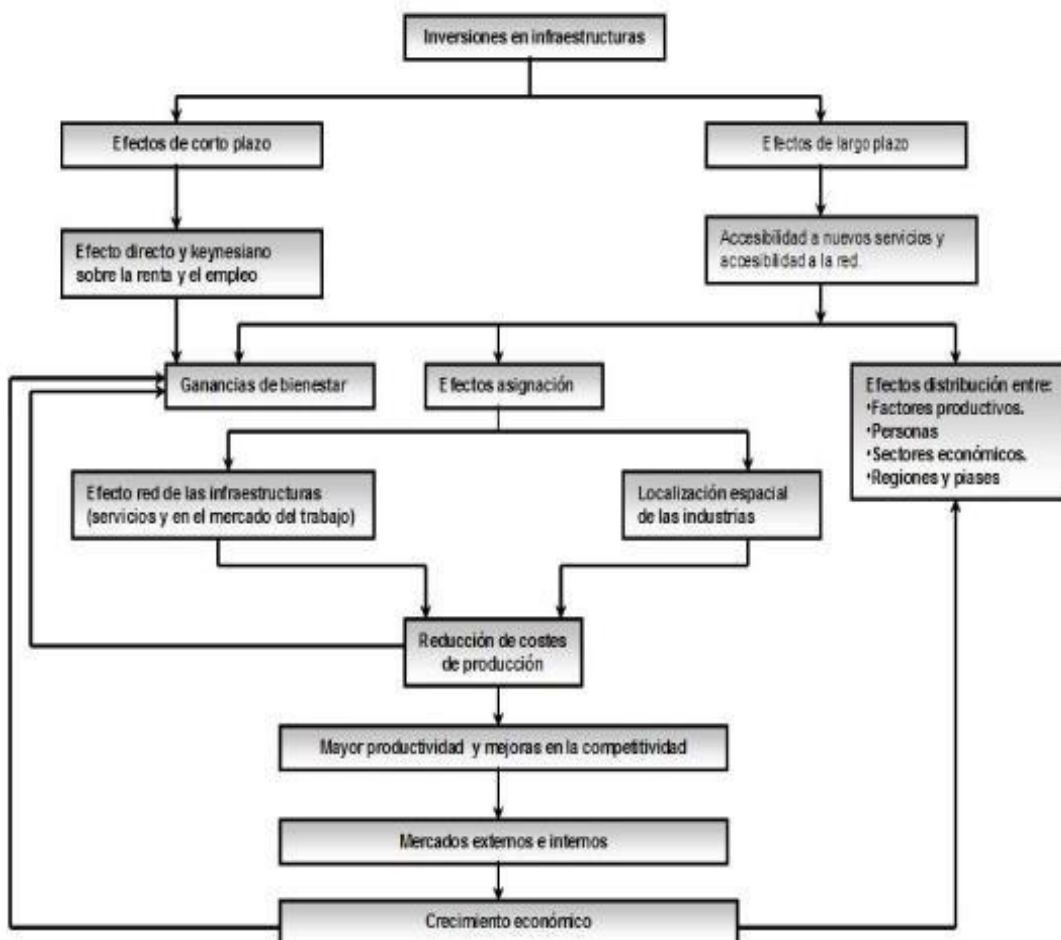 Inversiones en infraestructuras
Efectos de corto plazo
Efectos de largo plazo
Efecto directo y keynesiano
sobre la renta y el empleo
Accesibilidad a nuevos servicios y
accesibilidad a la red.
Ganancias de bienestar
Efectos asignación
Efectos distribución entre:
•Factores productivos.
•Personas
•Sectores económicos.
•Regiones y piases
Efecto red de las infraestructuras
(servicios y en el mercado del trabajo)
Localización espacial
de las industrias
Reducción de costes
de producción
Mayor productividad y mejoras en la competitividad
Mercados externos e internos
Crecimiento económico